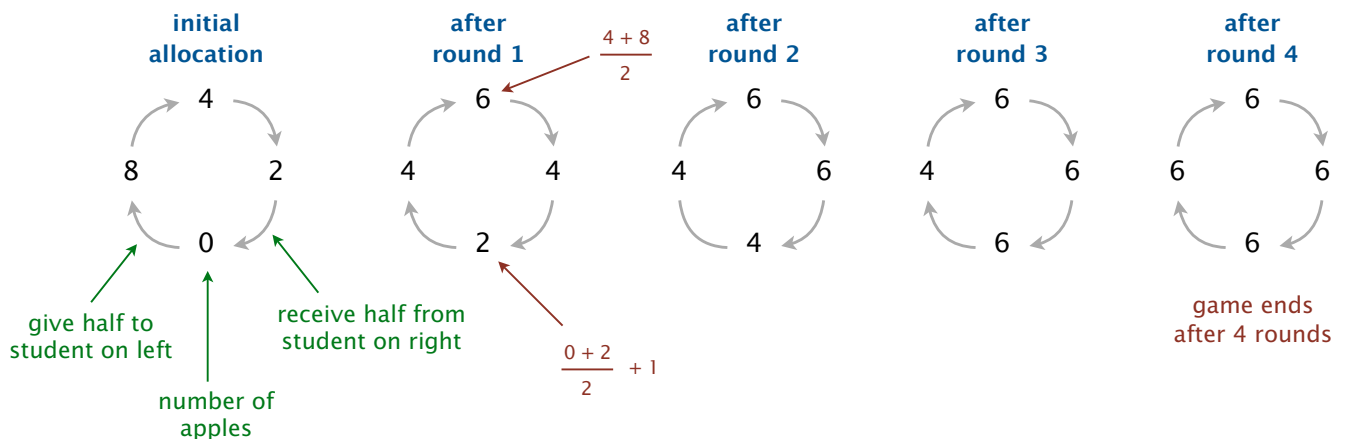 initial
allocation
4
8
2
0
give half to
student on left
number of
apples
receive half from
student on right
after
round 1
4 + 8
2
6
4
4
2
0 + 2
2
+ 1
after
round 2
6
4
6
4
after
round 3
6
4
6
6
after
round 4
6
6
6
6
game ends
after 4 rounds